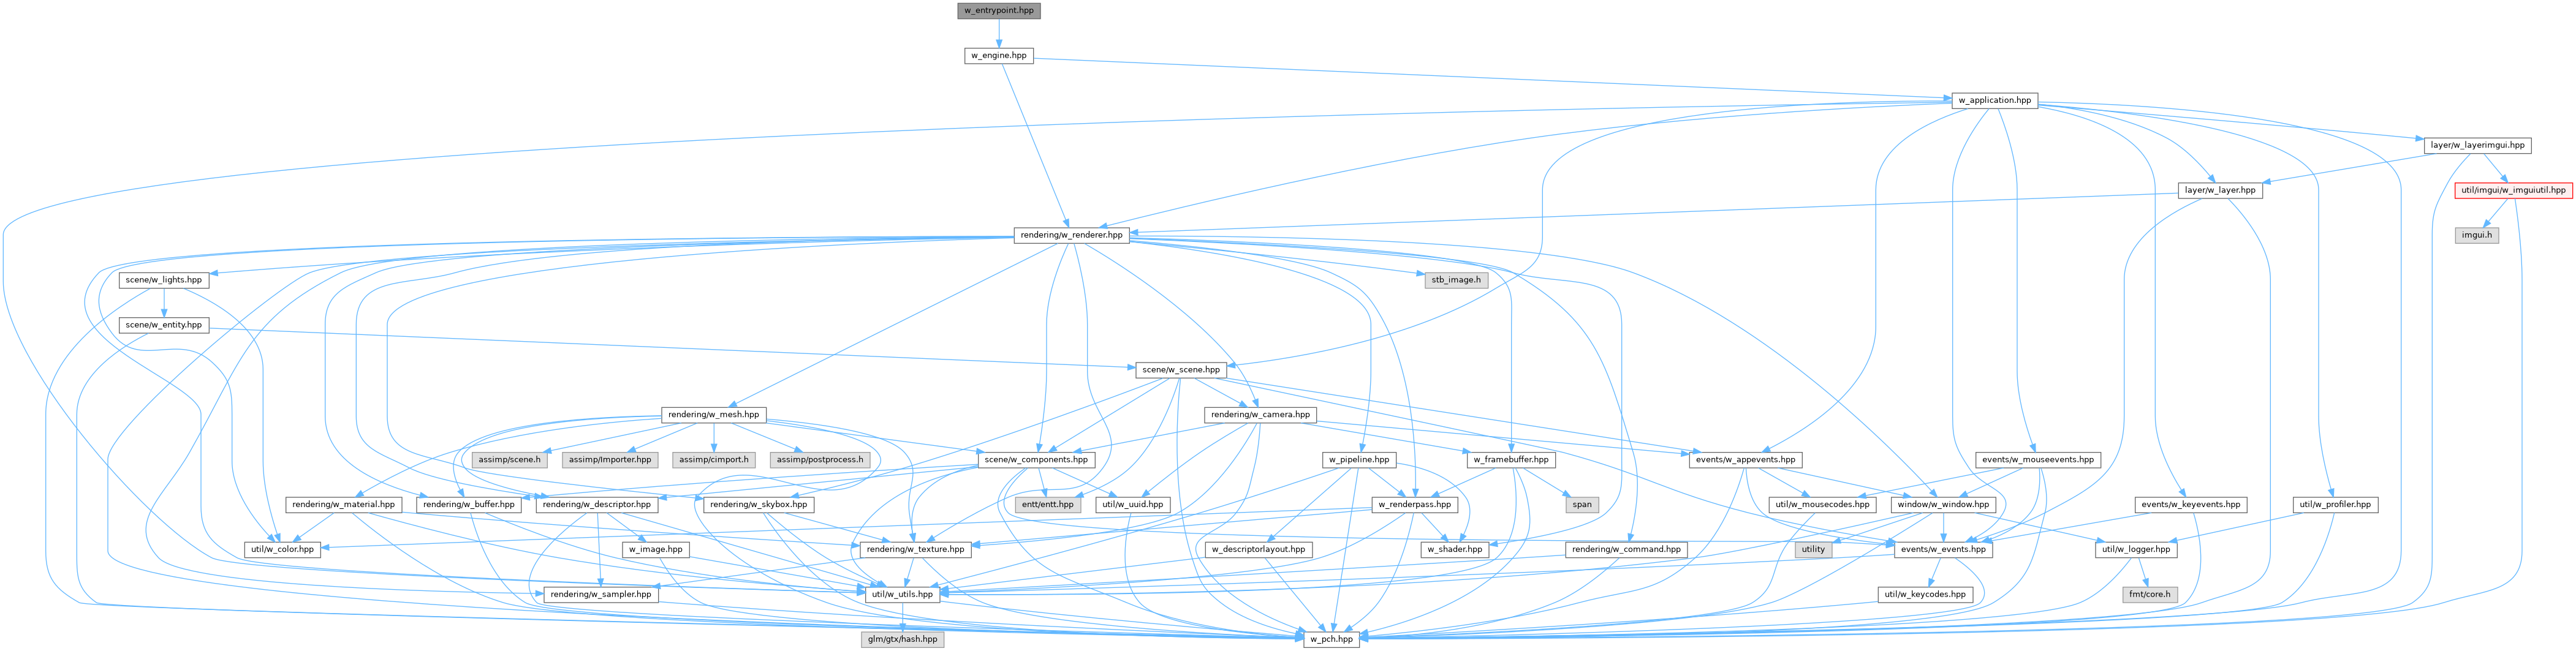 w_entrypoint.hpp
w_engine.hpp
w_application.hpp
layer/w_layerimgui.hpp
layer/w_layer.hpp
util/imgui/w_imguiutil.hpp
rendering/w_renderer.hpp
imgui.h
scene/w_lights.hpp
stb_image.h
scene/w_entity.hpp
scene/w_scene.hpp
rendering/w_mesh.hpp
rendering/w_camera.hpp
assimp/scene.h
assimp/Importer.hpp
assimp/cimport.h
assimp/postprocess.h
scene/w_components.hpp
w_pipeline.hpp
w_framebuffer.hpp
events/w_appevents.hpp
events/w_mouseevents.hpp
rendering/w_material.hpp
rendering/w_buffer.hpp
rendering/w_descriptor.hpp
rendering/w_skybox.hpp
entt/entt.hpp
util/w_uuid.hpp
w_renderpass.hpp
span
util/w_mousecodes.hpp
window/w_window.hpp
events/w_keyevents.hpp
util/w_profiler.hpp
util/w_color.hpp
w_image.hpp
rendering/w_texture.hpp
w_descriptorlayout.hpp
w_shader.hpp
rendering/w_command.hpp
utility
events/w_events.hpp
util/w_logger.hpp
rendering/w_sampler.hpp
util/w_utils.hpp
util/w_keycodes.hpp
fmt/core.h
glm/gtx/hash.hpp
w_pch.hpp